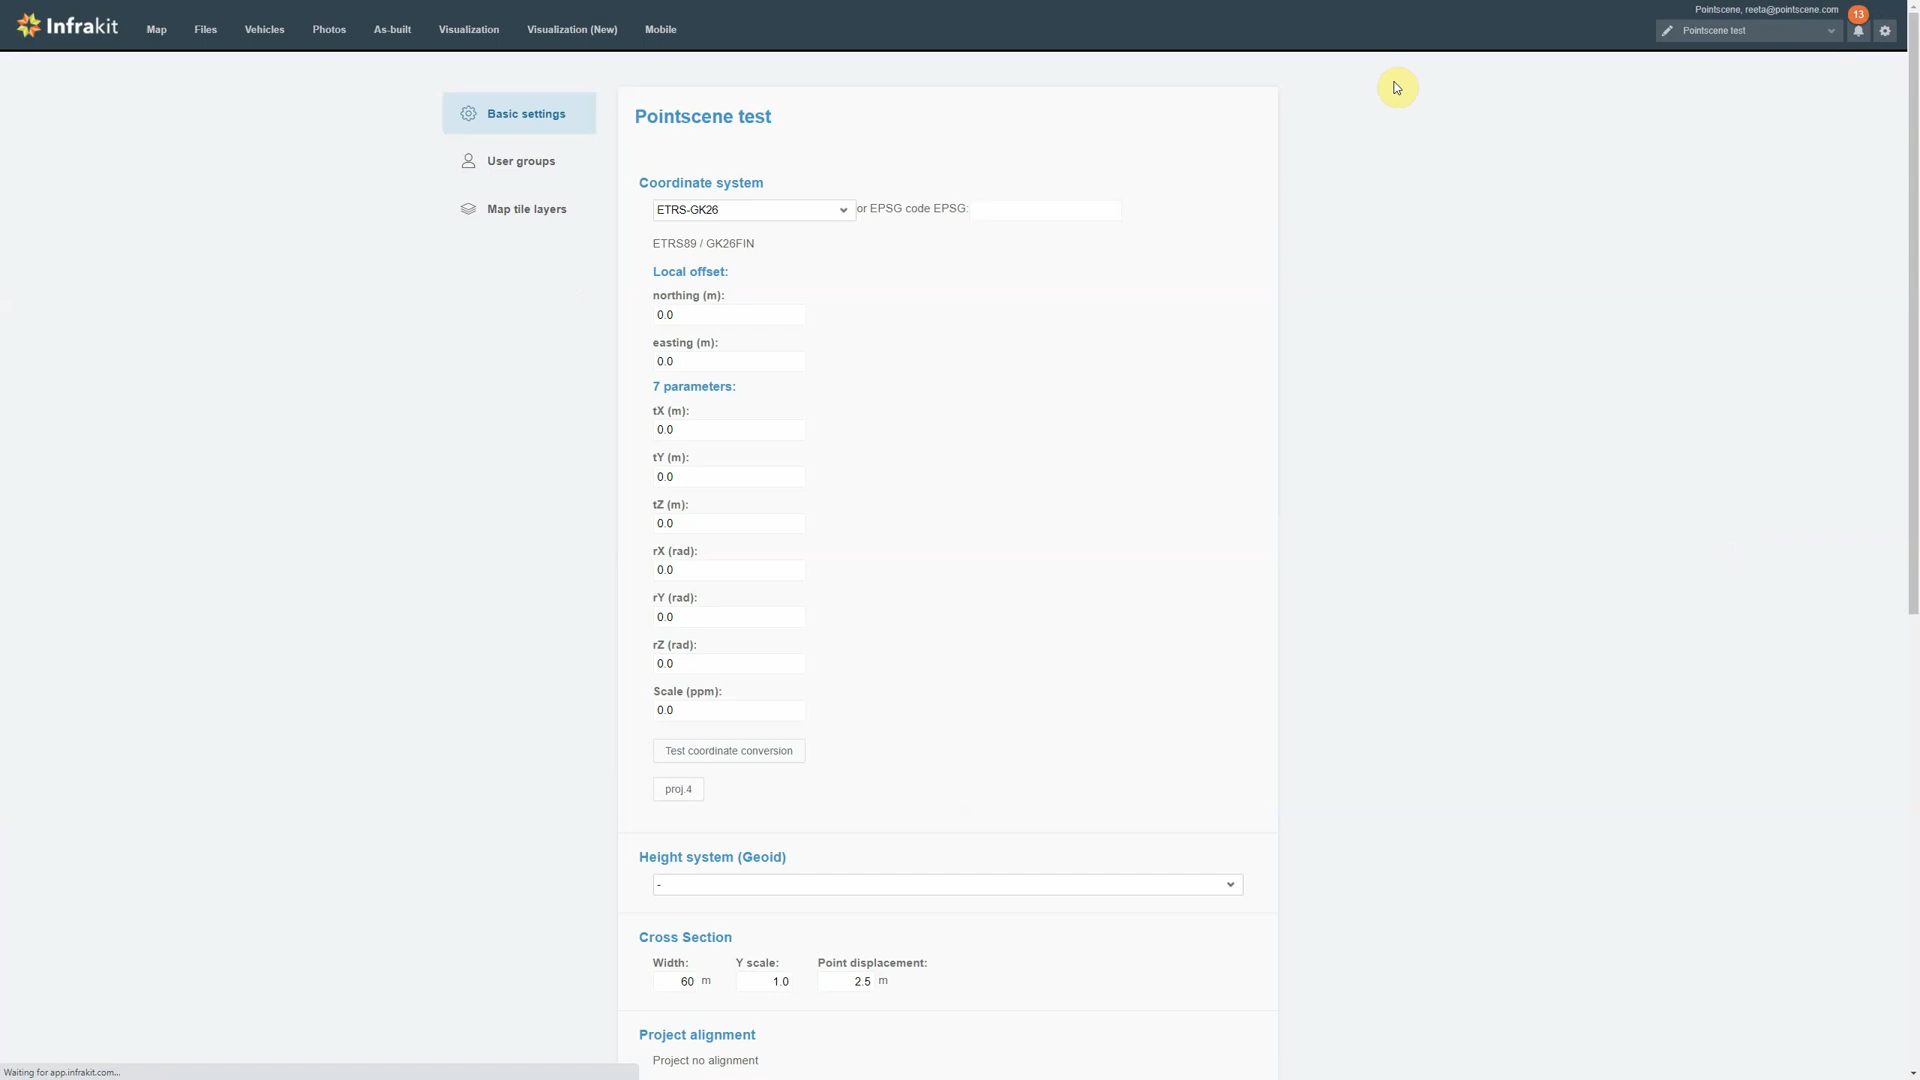 Infrakit
Map Files Vehicles Photos As-built Visualization Visualization (New) Mobile
Pointscene, reeta@pointscene.com
13
Pointscene test
Basic settings
User groups
Map tile layers
Pointscene test
Coordinate system
ETRS-GK26 or EPSG code EPSG:
ETRS89 / GK26FIN
Local offset:
northing (m):
0.0
easting (m):
0.0
7 parameters:
tX (m):
0.0
tY (m):
0.0
tZ (m):
0.0
rX (rad):
0.0
rY (rad):
0.0
rZ (rad):
0.0
Scale (ppm):
0.0
Test coordinate conversion
proj.4
Height system (Geoid)
-
Cross Section
Width: Y scale: Point displacement:
60 m 1.0 2.5 m
Project alignment
Project no alignment
Waiting for app.infrakit.com...